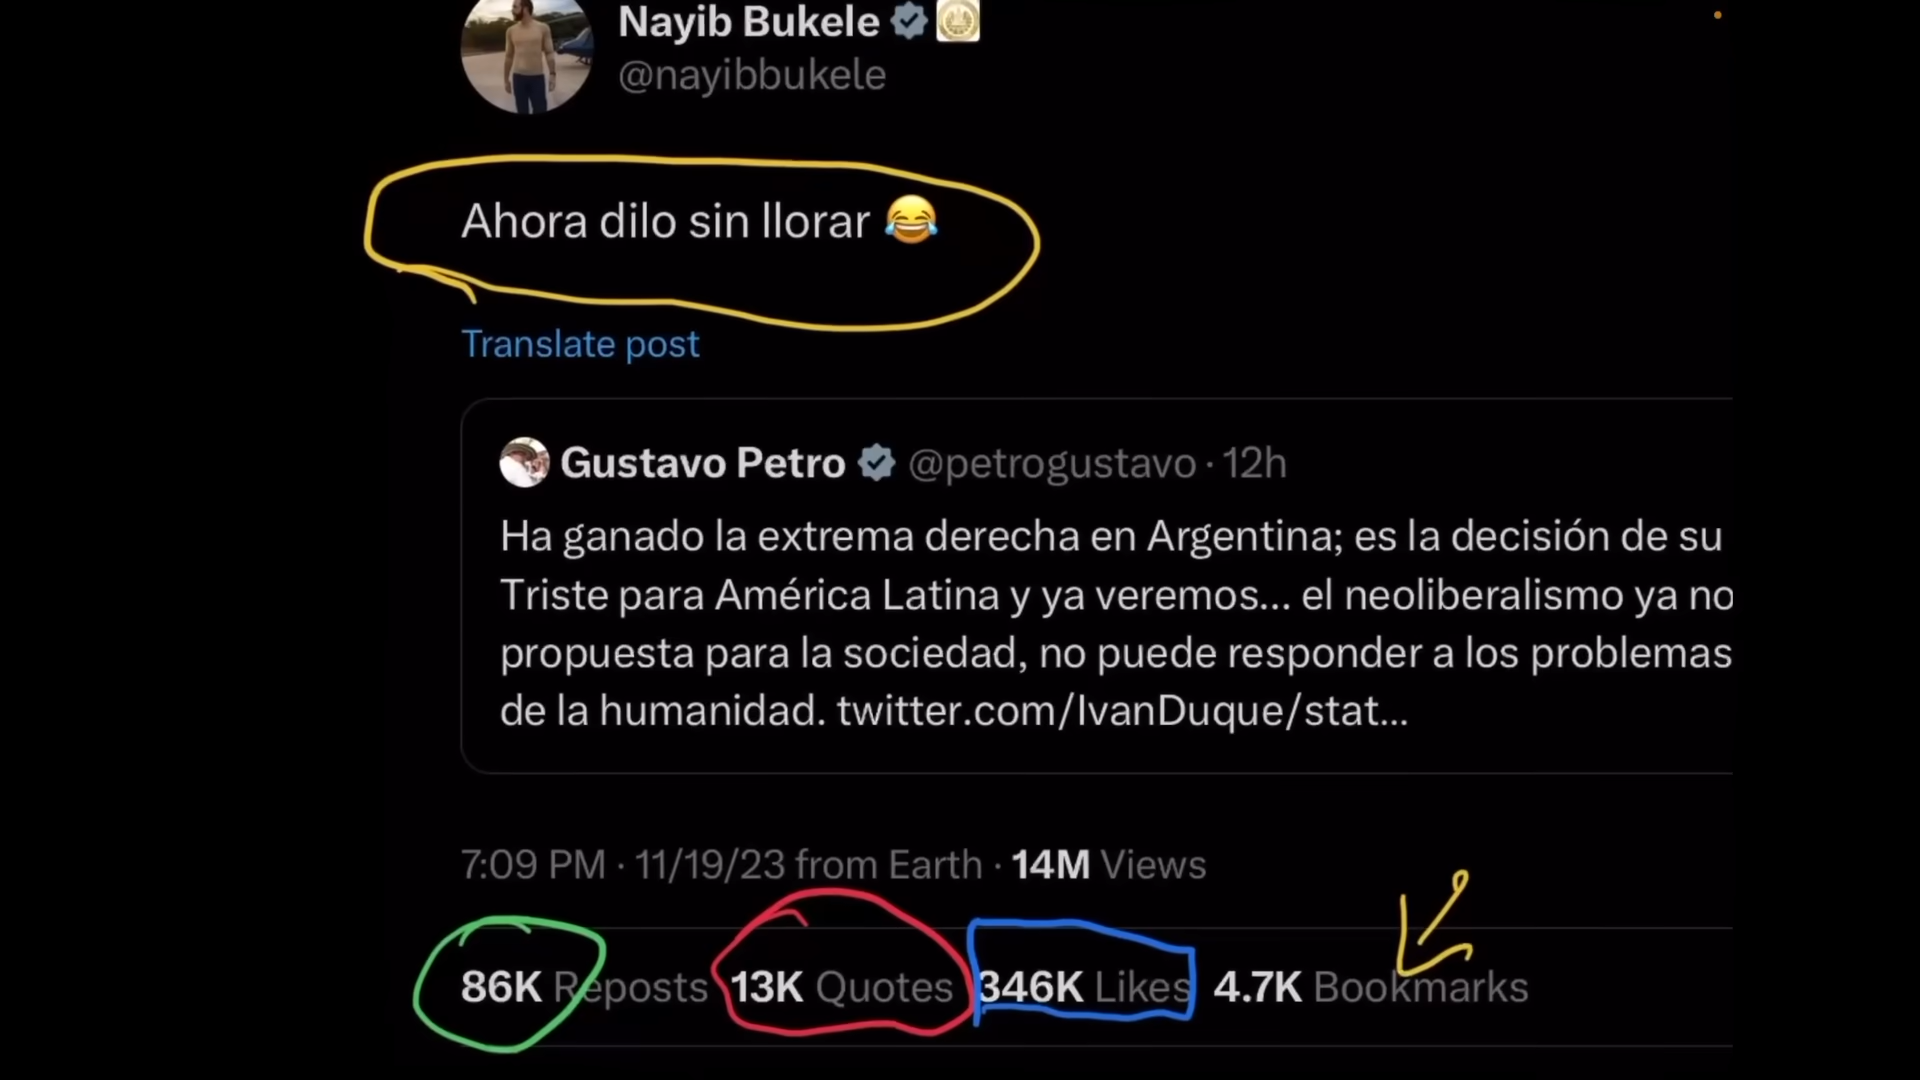 Nayib Bukele
@nayibbukele
Ahora dilo sin llorar 😂
Translate post
Gustavo Petro @petrogustavo · 12h
Ha ganado la extrema derecha en Argentina; es la decisión de su
Triste para América Latina y ya veremos... el neoliberalismo ya no
propuesta para la sociedad, no puede responder a los problemas
de la humanidad. twitter.com/IvanDuque/stat...
7:09 PM · 11/19/23 from Earth · 14M Views
86K Reposts 13K Quotes 346K Likes 4.7K Bookmarks